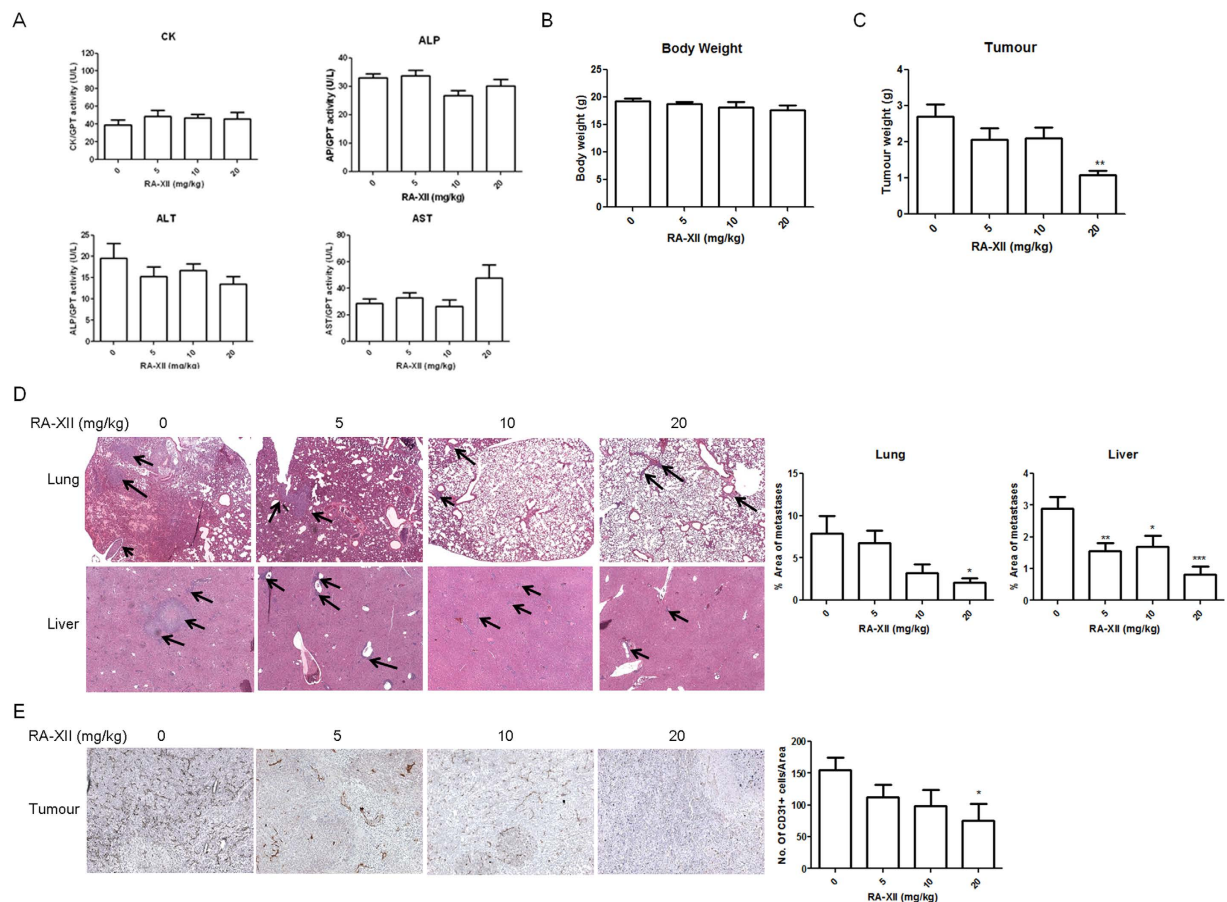 A
CK
CK/GPT activity (U/L)
120
100
80
60
40
20
0
0 5 10 20
RA-XII (mg/kg)
ALP
AP/GPT activity (U/L)
40
30
20
10
0
0 5 10 20
RA-XII (mg/kg)
ALT
ALP/GPT activity (U/L)
25
20
15
10
5
0
0 5 10 20
RA-XII (mg/kg)
AST
AST/GPT activity (U/L)
80
60
40
20
0
0 5 10 20
RA-XII (mg/kg)
B
Body Weight
Body weight (g)
25
20
15
10
5
0
0 5 10 20
RA-XII (mg/kg)
C
Tumour
Tumour weight (g)
4
3
2
1
0
**
0 5 10 20
RA-XII (mg/kg)
D
RA-XII (mg/kg) 0 5 10 20
Lung
Liver
Lung
% Area of metastases
15
10
5
0
*
0 5 10 20
RA-XII (mg/kg)
Liver
% Area of metastases
5
4
3
2
1
0
** * ***
0 5 10 20
RA-XII (mg/kg)
E
RA-XII (mg/kg) 0 5 10 20
Tumour
No. Of CD31+ cells/Area
200
150
100
50
0
*
0 5 10 20
RA-XII (mg/kg)